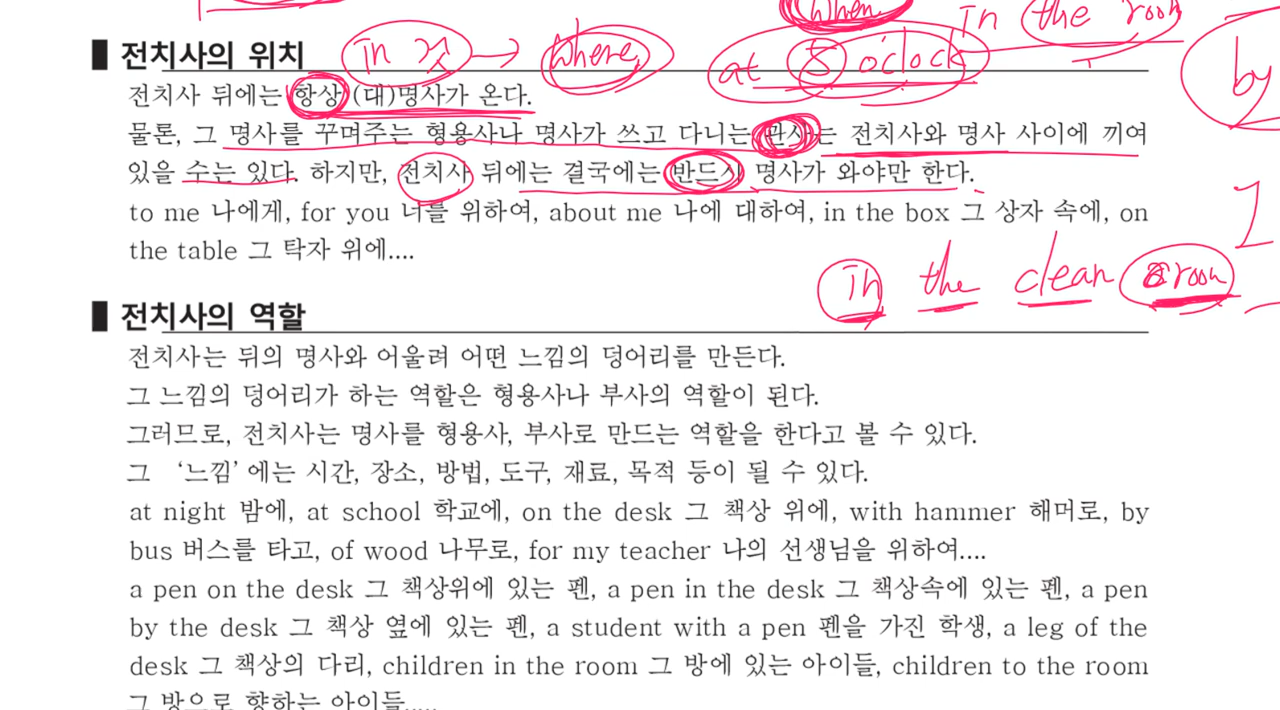 When
in the room
전치사의 위치
in 것 → where
at 8 o'clock
by
전치사 뒤에는 항상 (대)명사가 온다.
물론, 그 명사를 꾸며주는 형용사나 명사가 쓰고 다니는 관사는 전치사와 명사 사이에 끼여
있을 수는 있다. 하지만, 전치사 뒤에는 결국에는 반드시 명사가 와야만 한다.
to me 나에게, for you 너를 위하여, about me 나에 대하여, in the box 그 상자 속에, on
the table 그 탁자 위에....
in the clean room
전치사의 역할
전치사는 뒤의 명사와 어울려 어떤 느낌의 덩어리를 만든다.
그 느낌의 덩어리가 하는 역할은 형용사나 부사의 역할이 된다.
그러므로, 전치사는 명사를 형용사, 부사로 만드는 역할을 한다고 볼 수 있다.
그 ‘느낌’에는 시간, 장소, 방법, 도구, 재료, 목적 등이 될 수 있다.
at night 밤에, at school 학교에, on the desk 그 책상 위에, with hammer 해머로, by
bus 버스를 타고, of wood 나무로, for my teacher 나의 선생님을 위하여....
a pen on the desk 그 책상위에 있는 펜, a pen in the desk 그 책상속에 있는 펜, a pen
by the desk 그 책상 옆에 있는 펜, a student with a pen 펜을 가진 학생, a leg of the
desk 그 책상의 다리, children in the room 그 방에 있는 아이들, children to the room
그 방으로 향하는 아이들.....